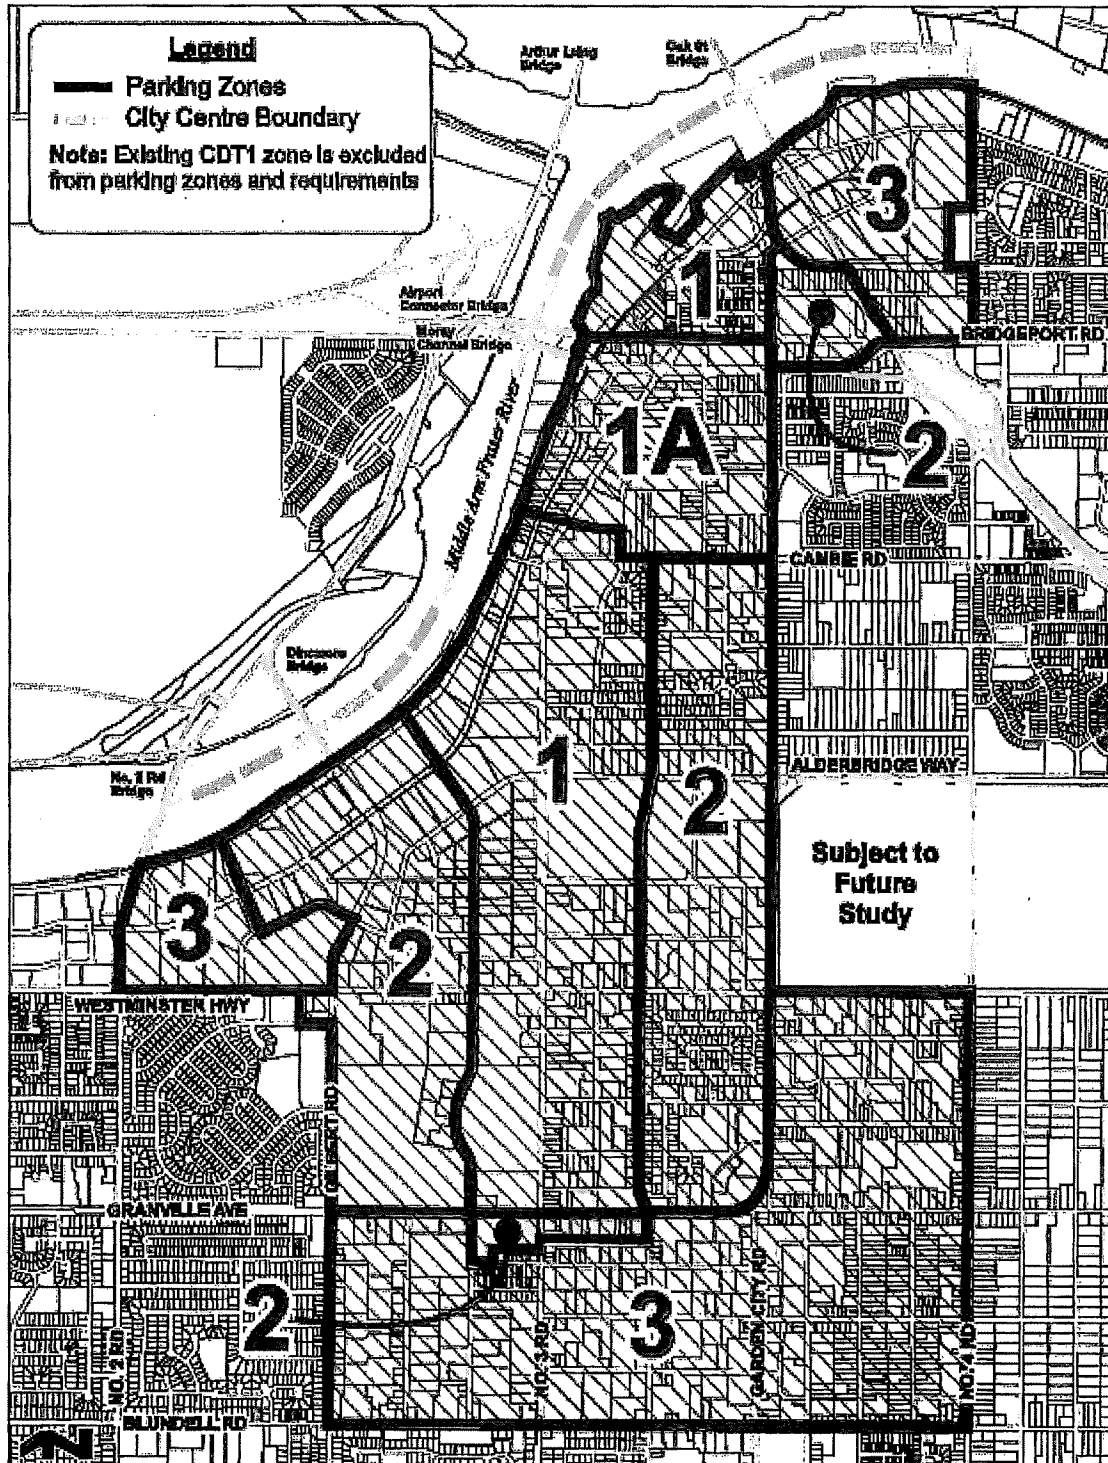 Legend
Parking Zones
City Centre Boundary
Note: Existing CDT1 zone is excluded
from parking zones and requirements
Arthur Laing
Bridge
Oak St
Bridge
3
1
Airport
Connector Bridge
Moray
Channel Bridge
BRIDGEPORT RD
1A
2
Middle Arm Fraser River
CAMBIE RD
Dinsmore
Bridge
No. 2 Rd
Bridge
1
2
ALDERBRIDGE WAY
Subject to
Future
Study
3
2
WESTMINSTER HWY
GILBERT RD
GRANVILLE AVE
2
3
NO. 2 RD
NO. 3 RD
GARDEN CITY RD
NO. 4 RD
BLUNDELL RD